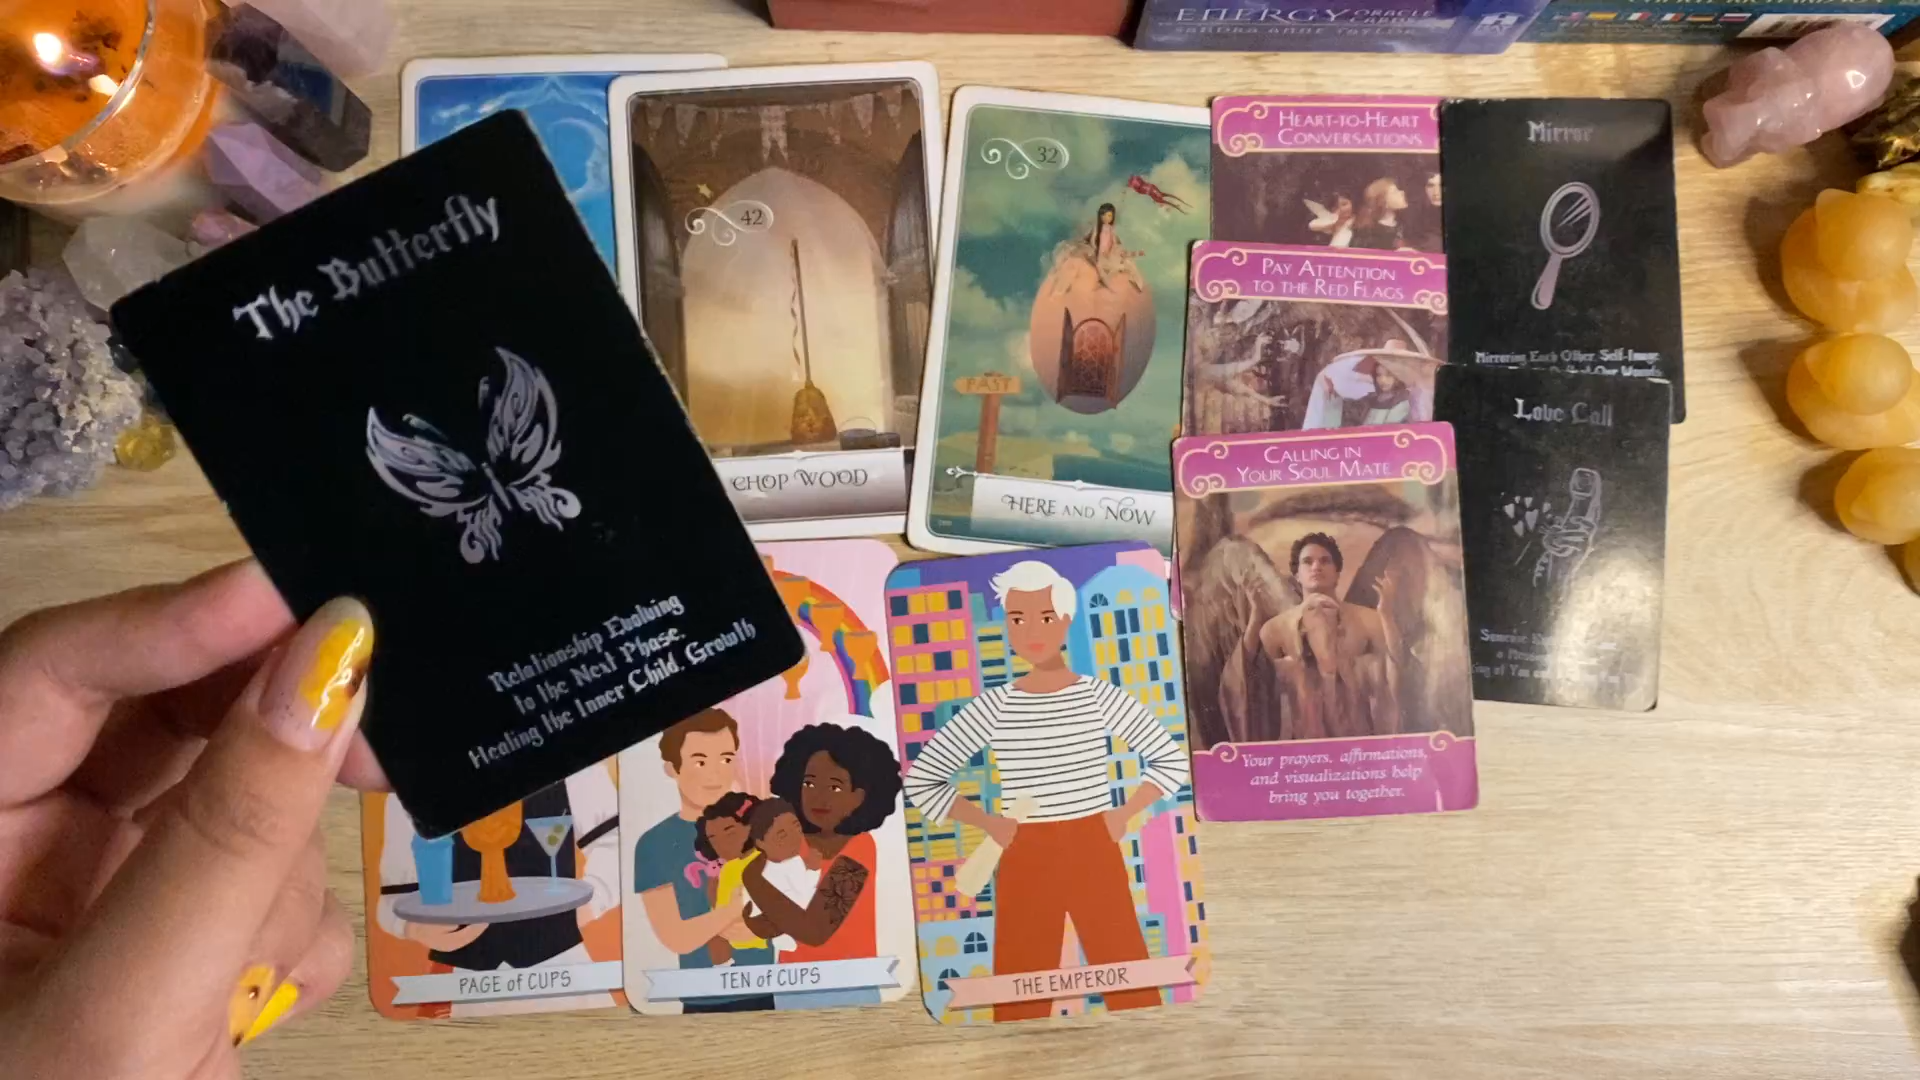 ENERGY ORACLE CARDS
SANDRA ANNE TAYLOR
The Butterfly
Relationship Evolving
to the Next Phase.
Healing the Inner Child. Growth
42
CHOP WOOD
32
PAST
HERE AND NOW
HEART-TO-HEART
CONVERSATIONS
PAY ATTENTION
TO THE RED FLAGS
CALLING IN
YOUR SOUL MATE
Your prayers, affirmations,
and visualizations help
bring you together.
Mirror
Mirroring Each Other, Self-Image
Love Call
PAGE of CUPS
TEN of CUPS
THE EMPEROR